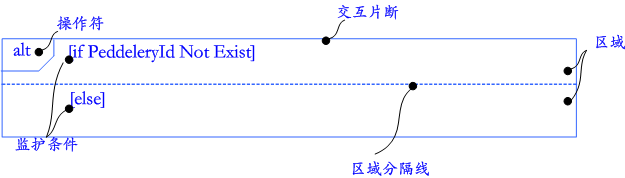 操作符
交互片断
alt
[if PeddeleryId Not Exist]
区域
[else]
监护条件
区域分隔线